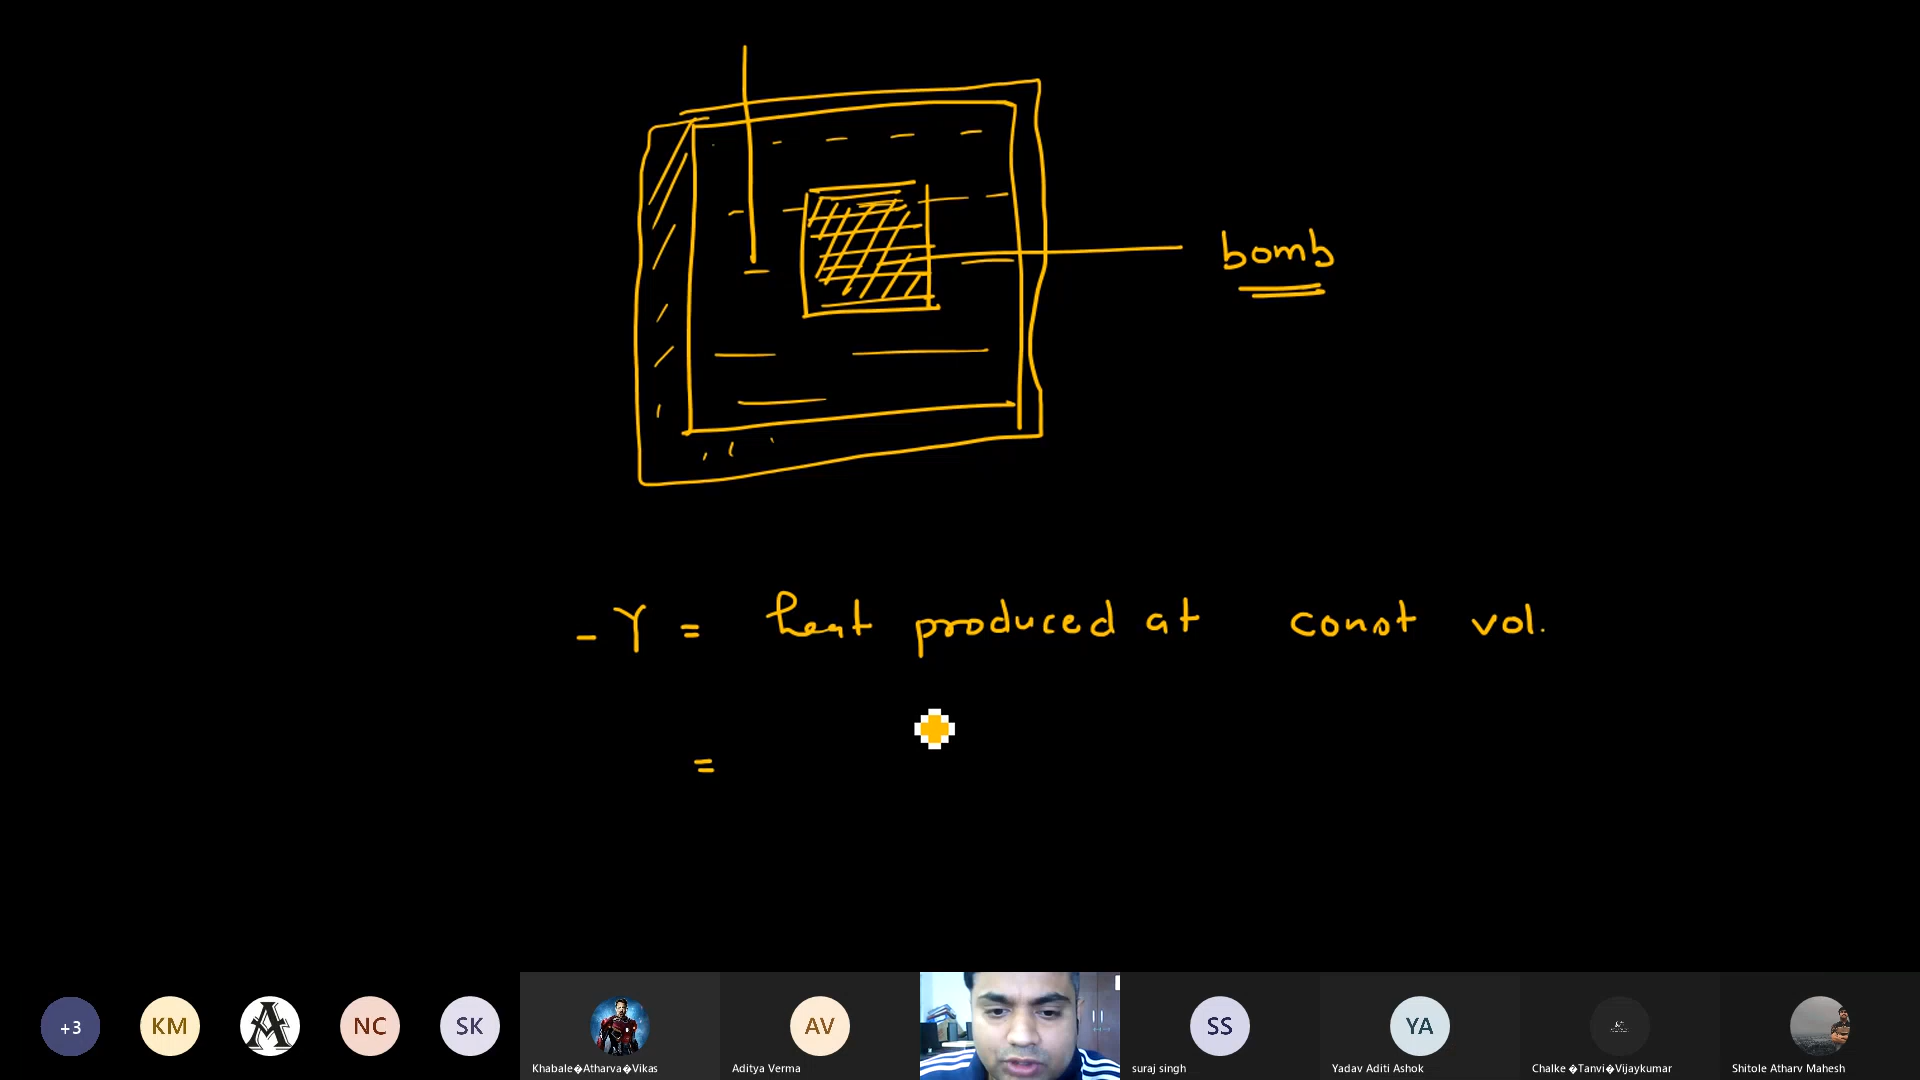 bomb
- Y = heat produced at const vol.
=
+3
KM
NC
SK
AV
SS
YA
Khabale�Atharva�Vikas
Aditya Verma
suraj singh
Yadav Aditi Ashok
Chalke �Tanvi�Vijaykumar
Shitole Atharv Mahesh